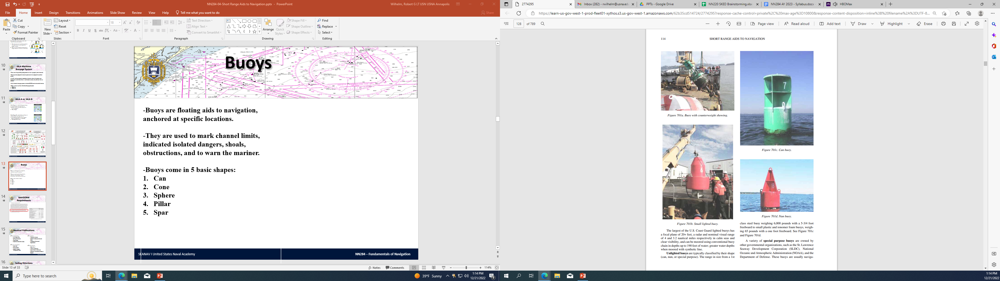 NN284-04-Short Range Aids to Navigation.pptx - PowerPoint
Wilhelm, Robert G LT USN USNA Annapolis
File
Home
Insert
Design
Transitions
Animations
Slide Show
Review
View
Help
Tell me what you want to do
Share
Paste
Cut
Copy
Format Painter
Clipboard
New
Slide
Layout
Reset
Section
Slides
18
Font
Text Direction
Align Text
Convert to SmartArt
Paragraph
Arrange
Quick
Styles
Shape Fill
Shape Outline
Shape Effects
Drawing
Find
Replace
Select
Editing
10
IALA Maritime
Buoyage System
11
IALA A vs. IALA B
12
13
Buoys
14
NAVDORM
Requirements
15
Nautical Publications
16
Sailing Directions
Buoys
-Buoys are floating aids to navigation,
anchored at specific locations.
-They are used to mark channel limits,
indicated isolated dangers, shoals,
obstructions, and to warn the mariner.
-Buoys come in 5 basic shapes:
1. Can
2. Cone
3. Sphere
4. Pillar
5. Spar
SEANAV I United States Naval Academy
NN284 – Fundamentals of Navigation
Slide 13 of 33
Notes
Comments
114%
Type here to search
39°F Sunny
1:14 PM
12/21/2022
9
2774295
Inbox (282) - rwilhelm@usna.edu
PPTs - Google Drive
NN220 SKED Brainstorming.xlsx
NN284 AY 2023 - Syllabus.docx
HBOMax
https://learn-us-gov-west-1-prod-fleet01-xythos.s3.us-gov-west-1.amazonaws.com/62b35cd514724/2774295?response-cache-control=private%2C%20max-age%3D10800&response-content-disposition=inline%3B%20filename%2A%3DUTF-8...
128
of 789
Page view
Read aloud
Add text
Draw
Highlight
Erase
114
SHORT RANGE AIDS TO NAVIGATION
Figure 701a. Buoy with counterweight showing.
6
Figure 701b. Small lighted buoy.
The largest of the U.S. Coast Guard lighted buoys has
a focal plane of 20+ feet, a radar and nominal visual range
of 4 and 3.2 nautical miles respectively in calm seas and
clear visibility, and can be moored using conventional buoy
chain in depths up to 190 feet of water; greater water depths
when moored with synthetic line.
Unlighted buoys are typically classified by their shape
(can, nun, or special purpose). The range in size from a 1st
7
Figure 701c. Can buoy.
18
Figure 701d. Nun buoy.
class steel buoy weighing 6,000 pounds with a 5-3/4 foot
freeboard to small plastic and ionomer foam buoys, weigh-
ing 65 pounds with a one foot freeboard. See Figure 701c
and Figure 701d.
A variety of special purpose buoys are owned by
other governmental organizations, such as the St. Lawrence
Seaway Development Corporation (SLDC), National
Oceanic and Atmospheric Administration (NOAA), and the
Department of Defense. These buoys are usually naviga-
1:14 PM
12/21/2022